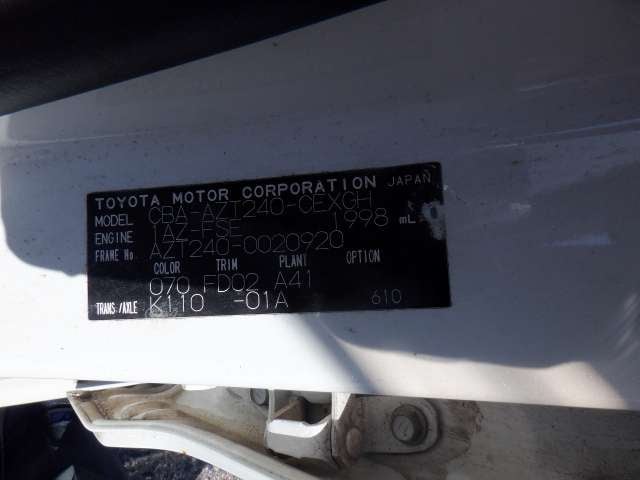 TOYOTA MOTOR CORPORATION JAPAN
MODEL CBA-AZT240-CEXGH
ENGINE 1AZ-FSE 1998 mL
FRAME No. AZT240-0020920
COLOR TRIM PLANT OPTION
070 FD02 A41
TRANS/AXLE K110 -01A 610